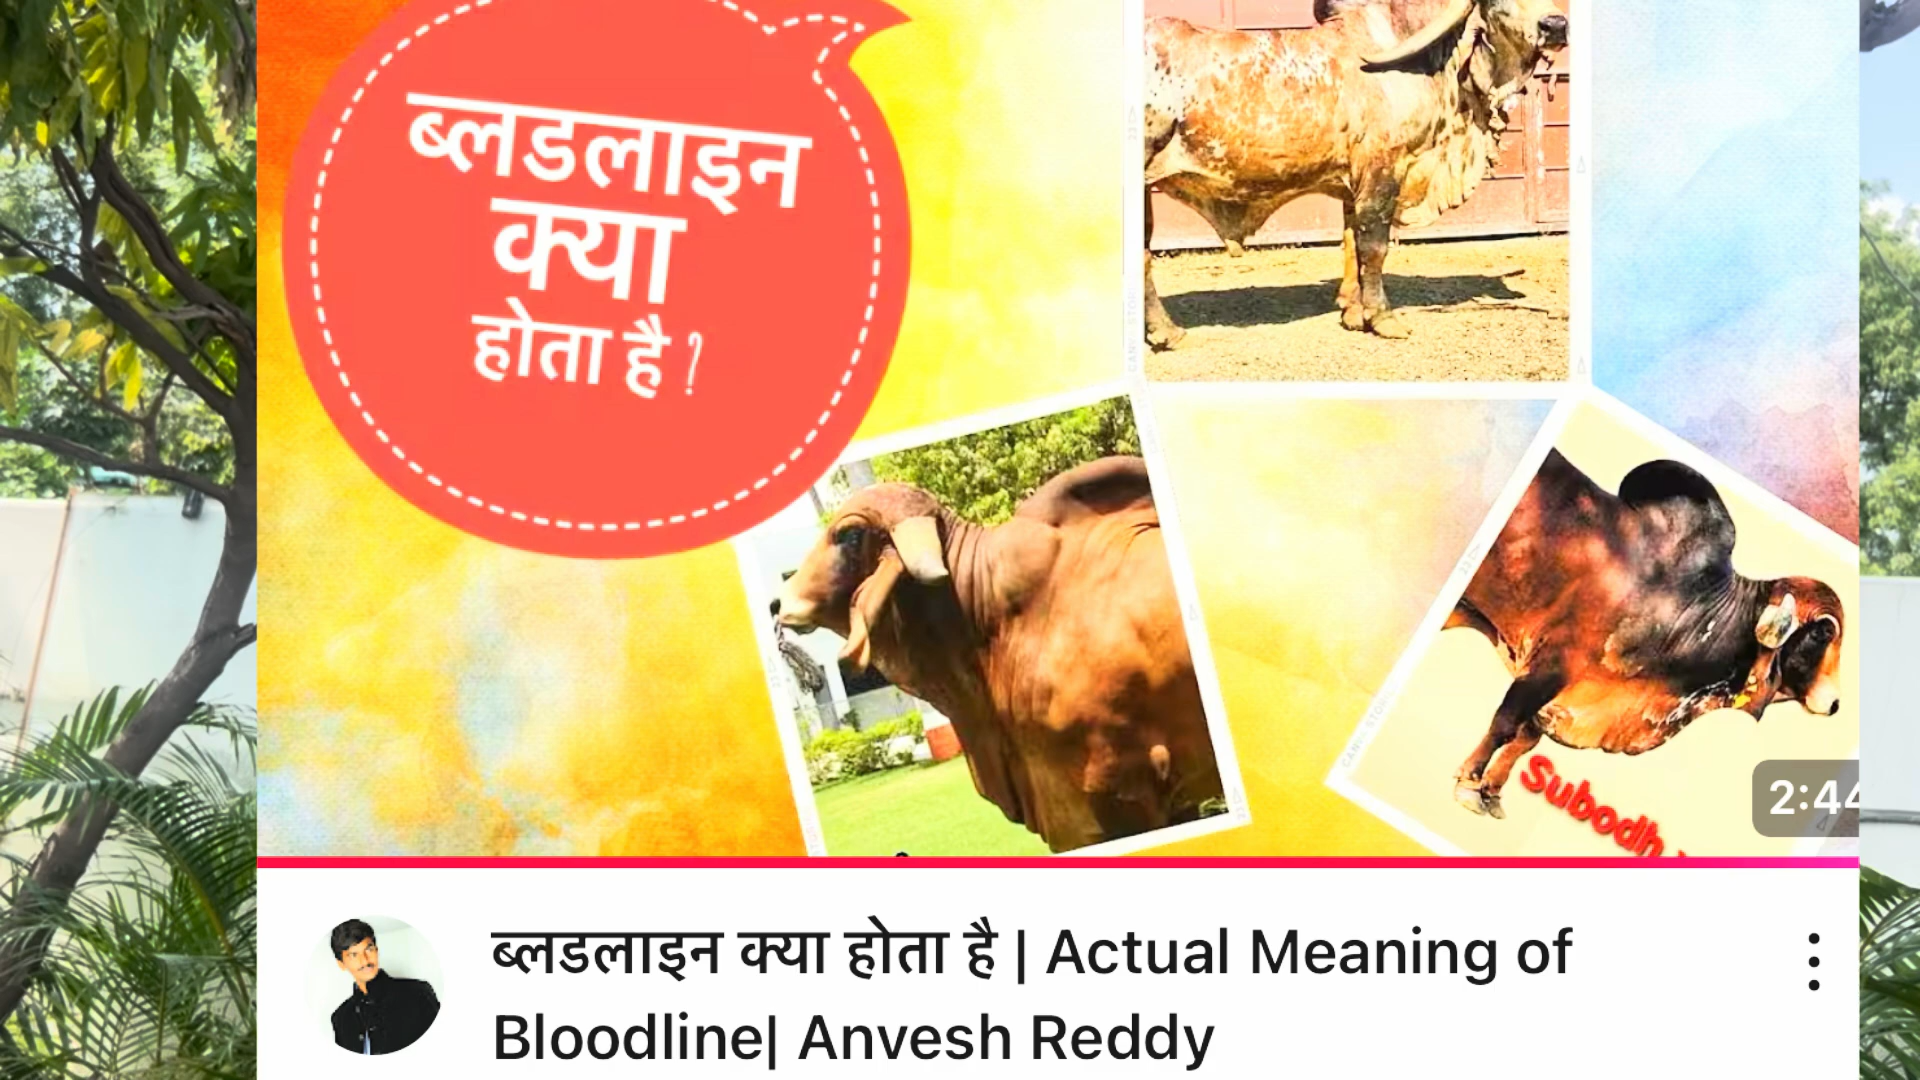 ब्लडलाइन
क्या
होता है ?
Subodh
2:44
ब्लडलाइन क्या होता है | Actual Meaning of
Bloodline| Anvesh Reddy